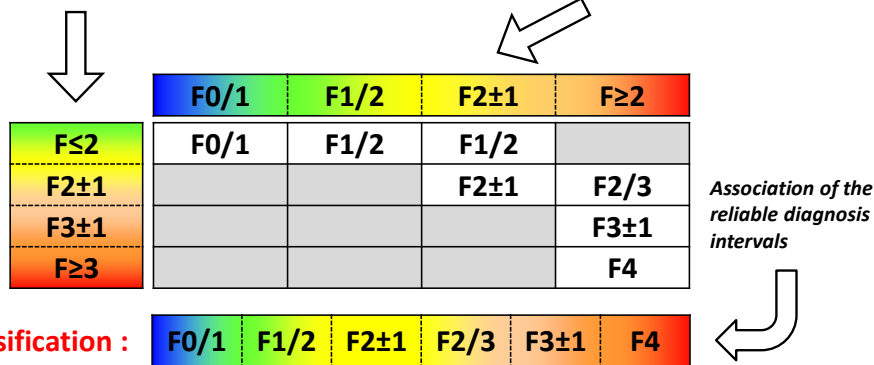 F0/1 F1/2 F2±1 F≥2
F≤2 F0/1 F1/2 F1/2
F2±1 F2±1 F2/3
F3±1 F3±1
F≥3 F4
Association of the
reliable diagnosis
intervals
sification : F0/1 F1/2 F2±1 F2/3 F3±1 F4